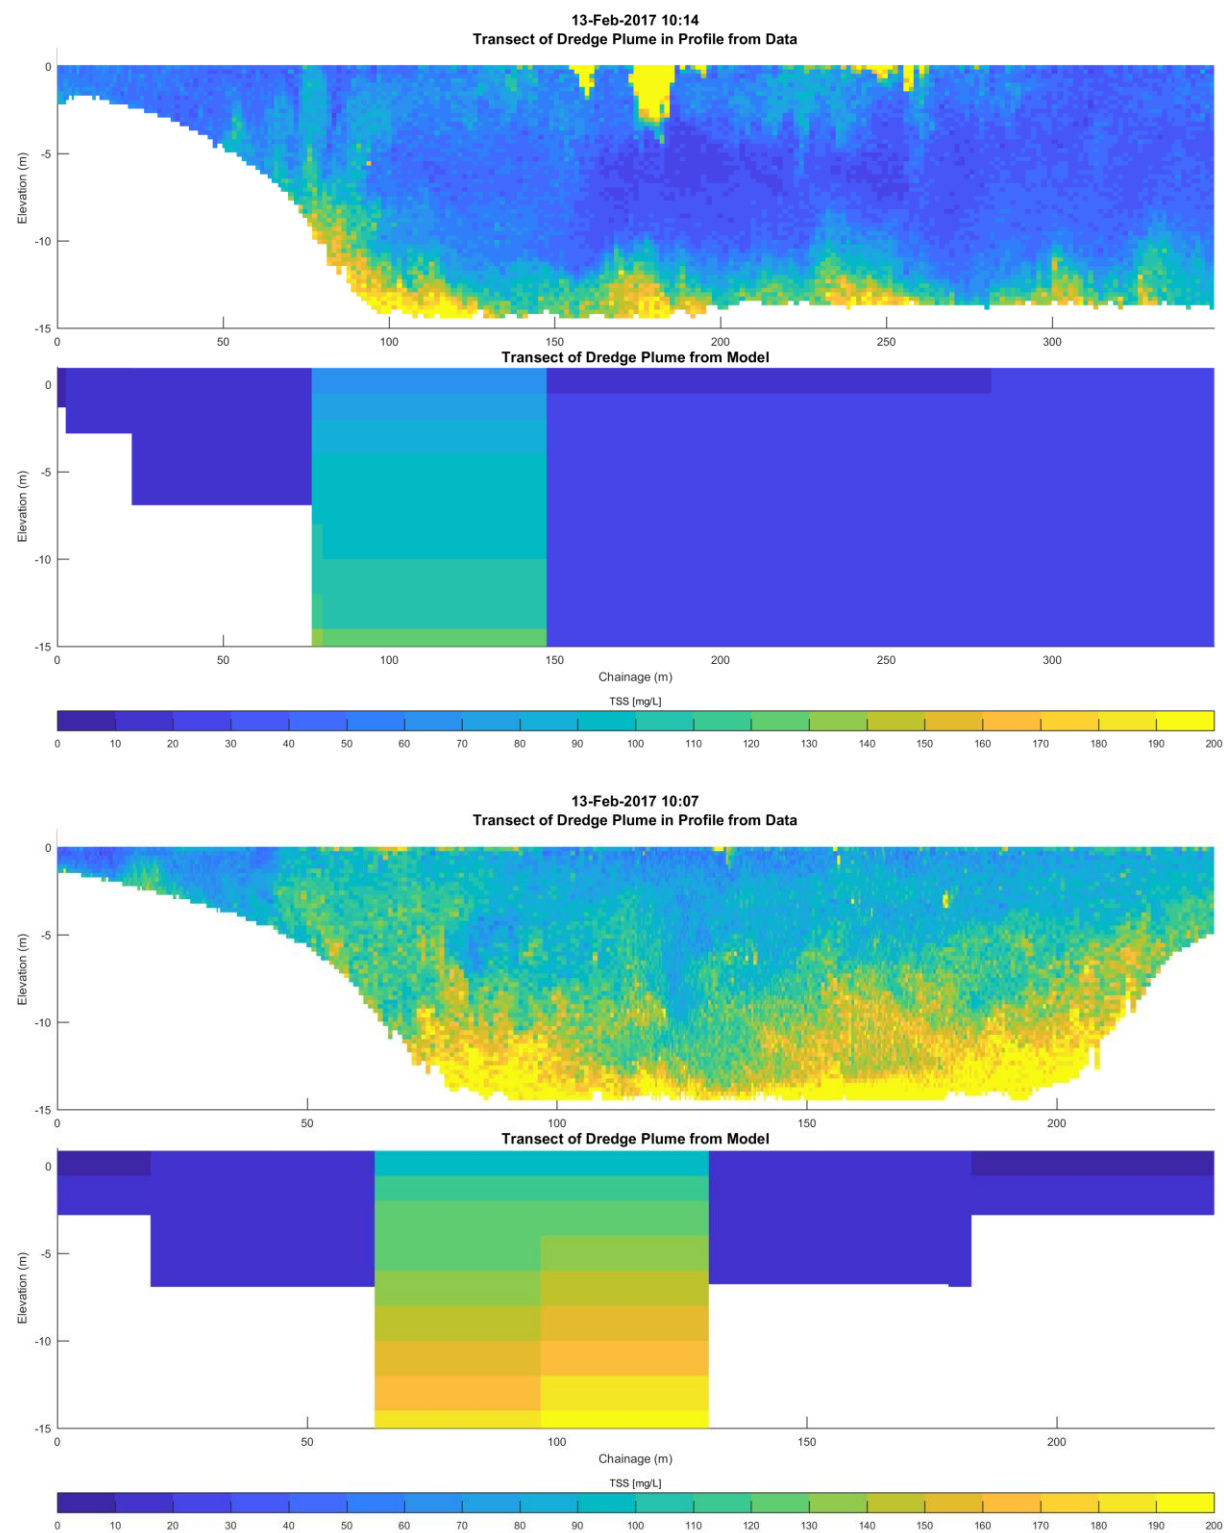 13-Feb-2017 10:14
Transect of Dredge Plume in Profile from Data
0
-5
-10
-15
Elevation (m)
0 50 100 150 200 250 300
Transect of Dredge Plume from Model
0
-5
-10
-15
Elevation (m)
0 50 100 150 200 250 300
Chainage (m)
TSS [mg/L]
0 10 20 30 40 50 60 70 80 90 100 110 120 130 140 150 160 170 180 190 200
13-Feb-2017 10:07
Transect of Dredge Plume in Profile from Data
0
-5
-10
-15
Elevation (m)
0 50 100 150 200
Transect of Dredge Plume from Model
0
-5
-10
-15
Elevation (m)
0 50 100 150 200
Chainage (m)
TSS [mg/L]
0 10 20 30 40 50 60 70 80 90 100 110 120 130 140 150 160 170 180 190 200